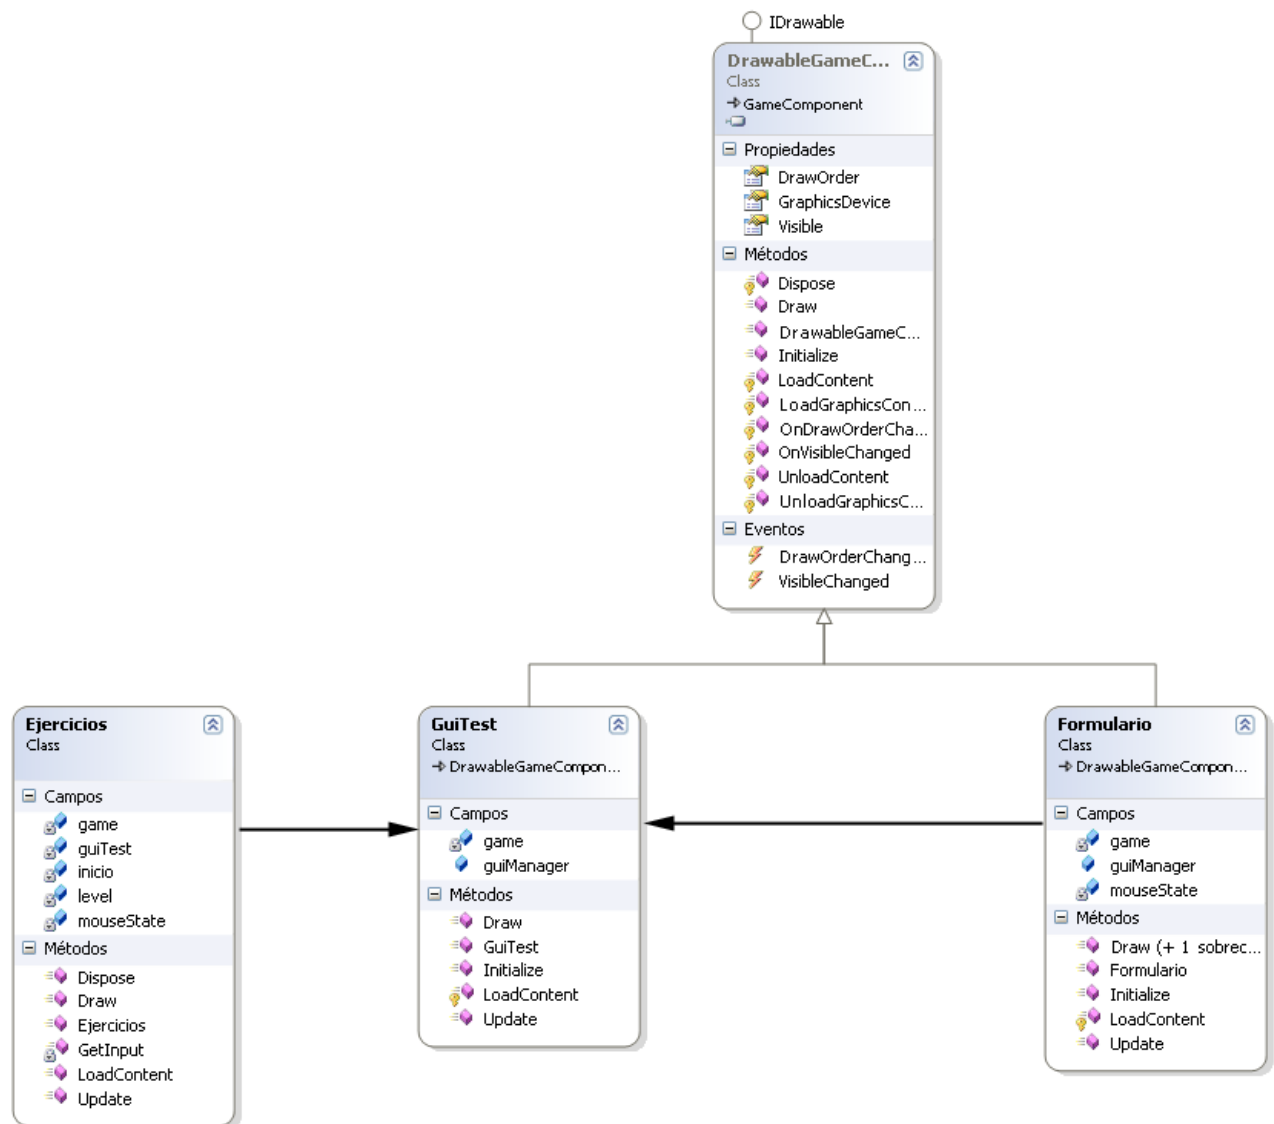 IDrawable
DrawableGameC...
Class
GameComponent
Propiedades
DrawOrder
GraphicsDevice
Visible
Métodos
Dispose
Draw
DrawableGameC...
Initialize
LoadContent
LoadGraphicsCon...
OnDrawOrderCha...
OnVisibleChanged
UnloadContent
UnloadGraphicsC...
Eventos
DrawOrderChang...
VisibleChanged
Ejercicios
Class
Campos
game
guiTest
inicio
level
mouseState
Métodos
Dispose
Draw
Ejercicios
GetInput
LoadContent
Update
GuiTest
Class
DrawableGameCompon...
Campos
game
guiManager
Métodos
Draw
GuiTest
Initialize
LoadContent
Update
Formulario
Class
DrawableGameCompon...
Campos
game
guiManager
mouseState
Métodos
Draw (+ 1 sobrec...
Formulario
Initialize
LoadContent
Update